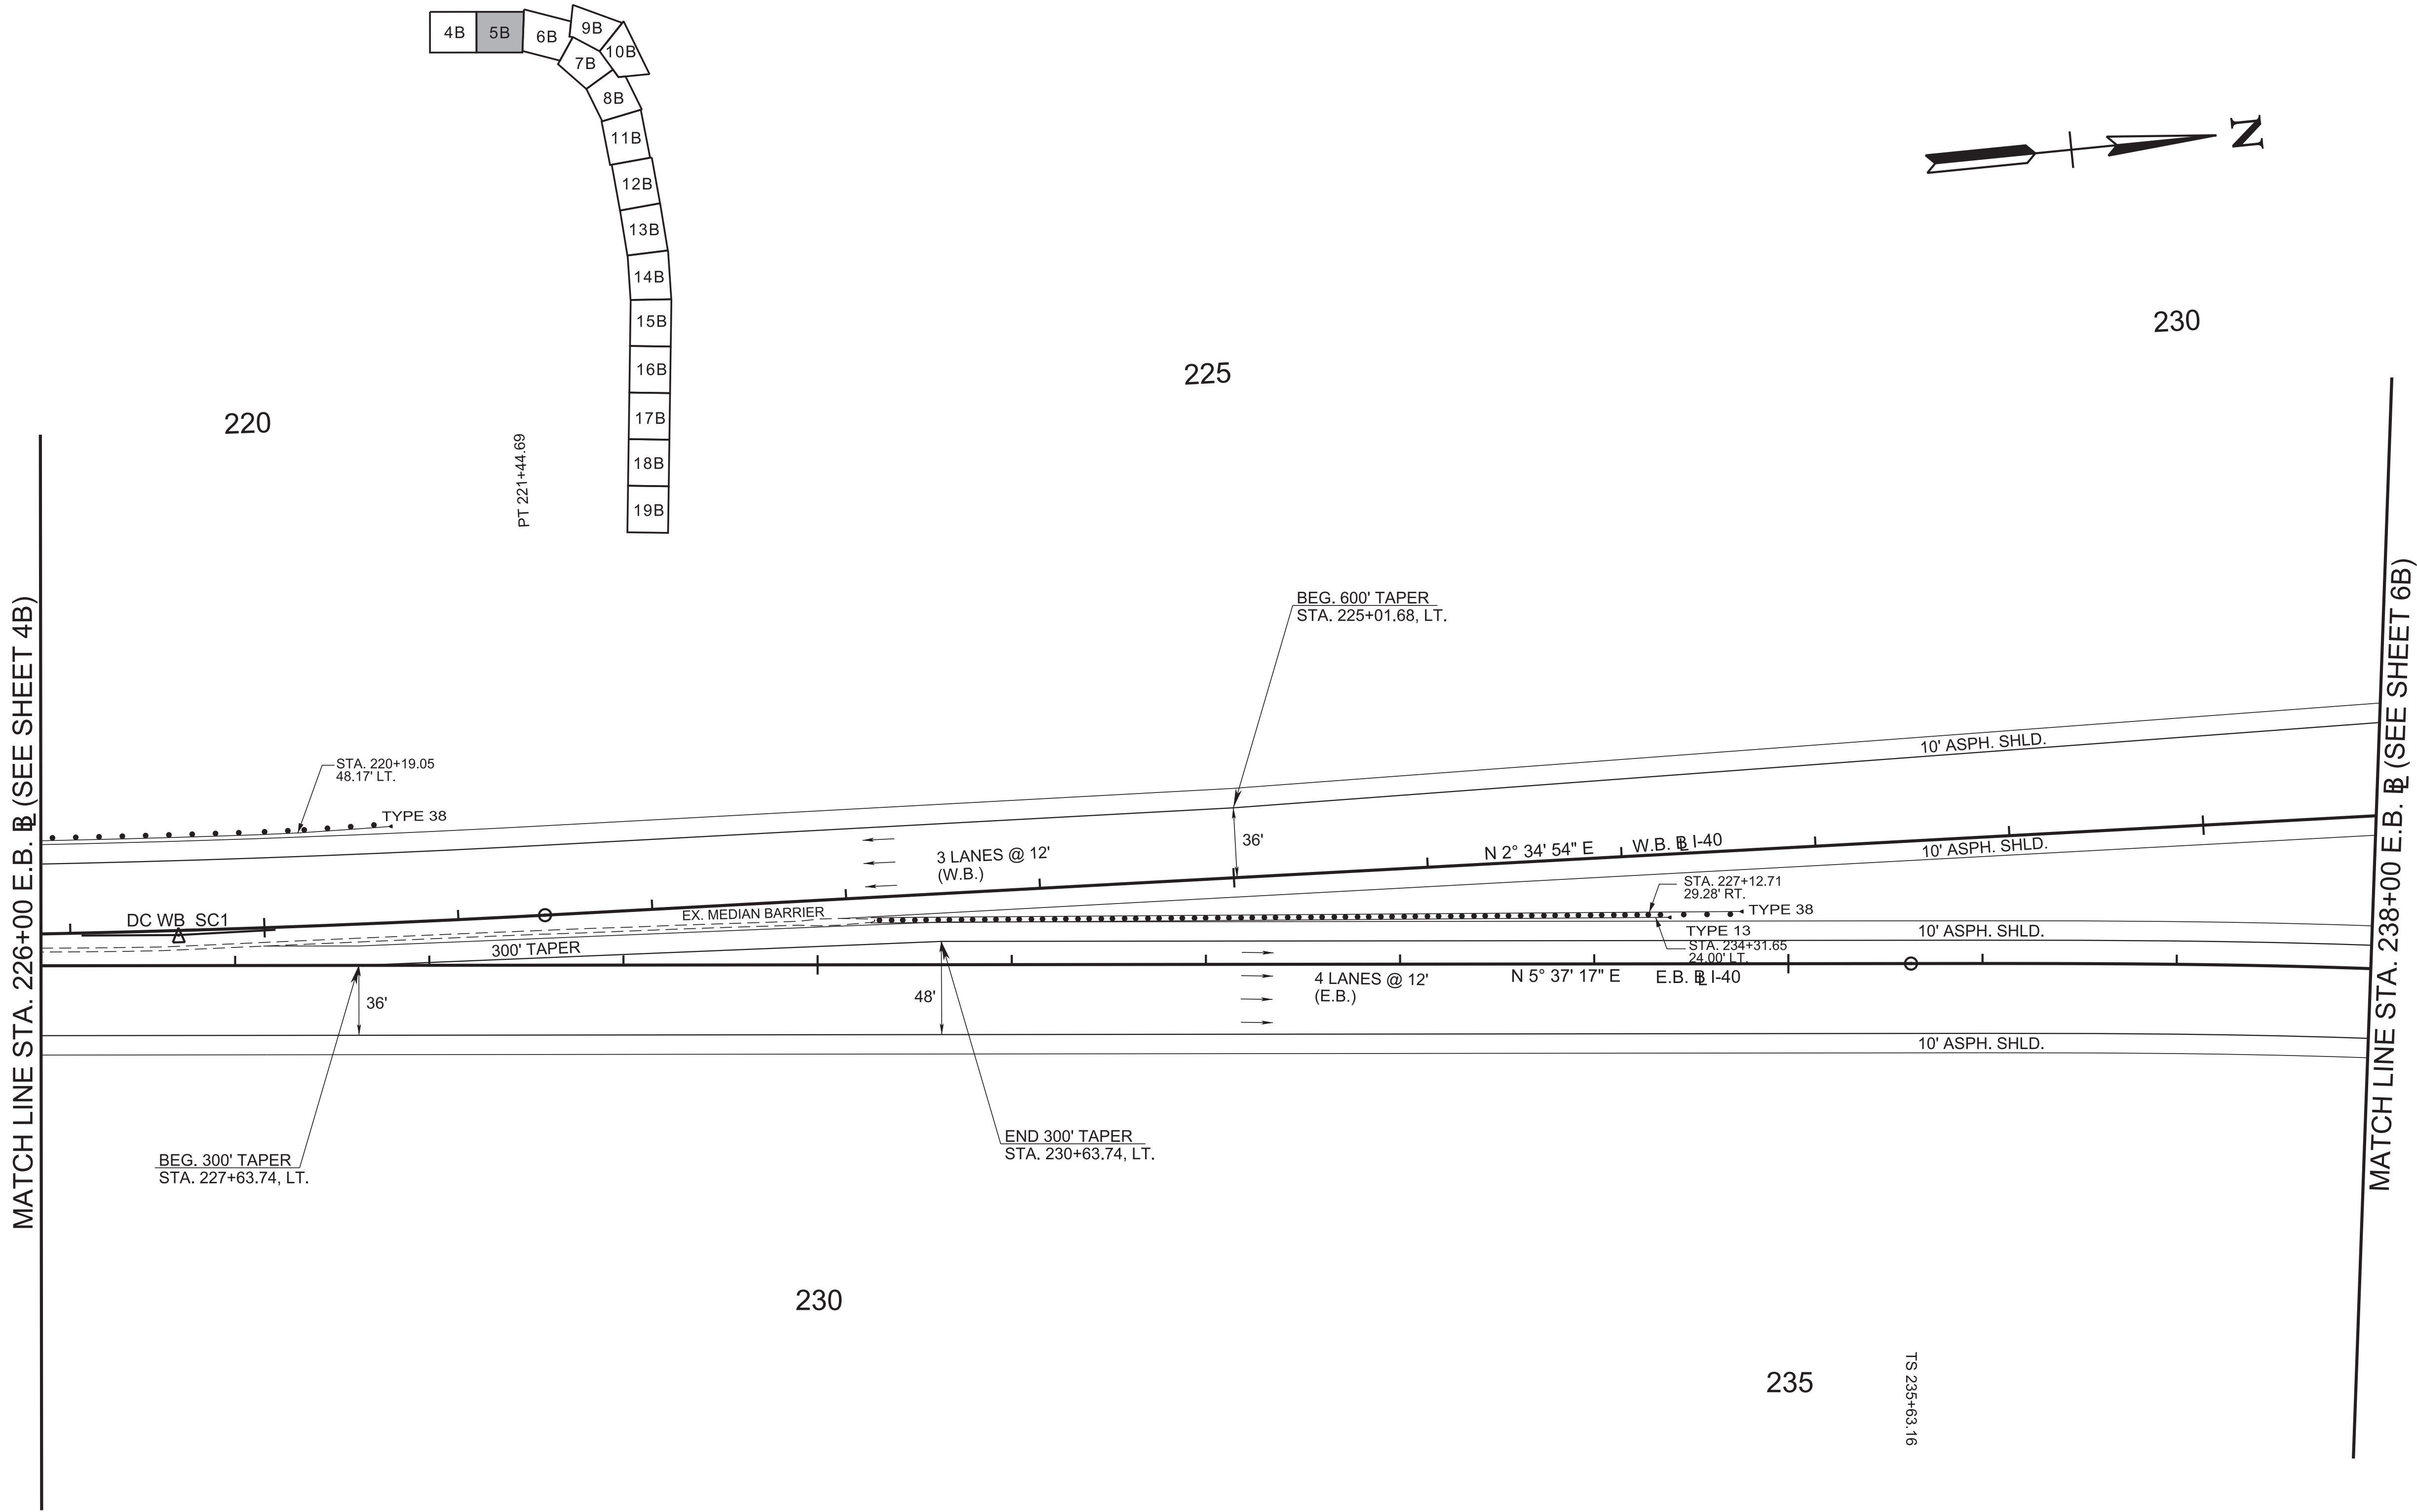 4B
5B
6B
9B
10B
7B
8B
11B
12B
13B
14B
15B
16B
17B
18B
19B
N
230
225
220
PT 221+44.69
MATCH LINE STA. 226+00 E.B. BL (SEE SHEET 4B)
MATCH LINE STA. 238+00 E.B. BL (SEE SHEET 6B)
BEG. 600' TAPER
STA. 225+01.68, LT.
10' ASPH. SHLD.
STA. 220+19.05
48.17' LT.
TYPE 38
36'
3 LANES @ 12'
(W.B.)
N 2° 34' 54" E
W.B. BL I-40
10' ASPH. SHLD.
STA. 227+12.71
29.28' RT.
TYPE 38
DC WB SC1
EX. MEDIAN BARRIER
TYPE 13
10' ASPH. SHLD.
300' TAPER
STA. 234+31.65
24.00' LT.
4 LANES @ 12'
(E.B.)
N 5° 37' 17" E
E.B. BL I-40
36'
48'
10' ASPH. SHLD.
END 300' TAPER
STA. 230+63.74, LT.
BEG. 300' TAPER
STA. 227+63.74, LT.
230
235
TS 235+63.16